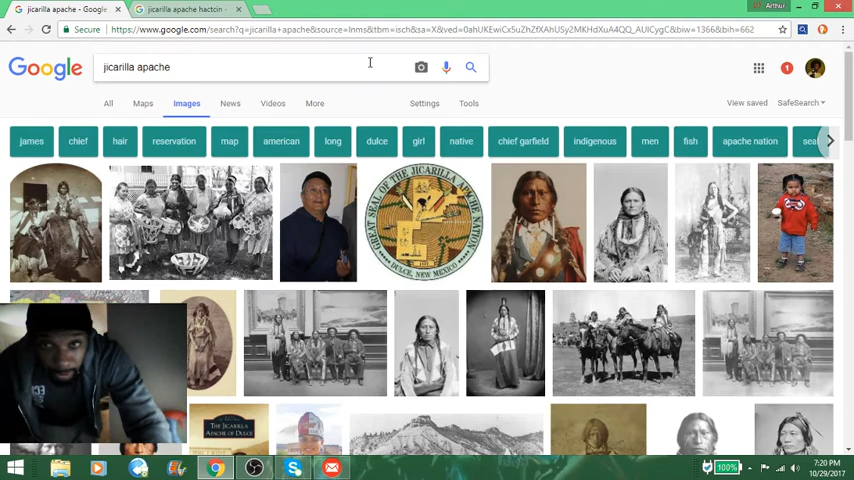 jicarilla apache - Google
jicarilla apache hactcin -
Arthur
Secure
https://www.google.com/search?q=jicarilla+apache&source=lnms&tbm=isch&sa=X&ved=0ahUKEwiCx5uZhZfXAhUSy2MKHdXuA4QQ_AUICygC&biw=1366&bih=662
Google
jicarilla apache
1
All
Maps
Images
News
Videos
More
Settings
Tools
View saved
SafeSearch
james
chief
hair
reservation
map
american
long
dulce
girl
native
chief garfield
indigenous
men
fish
apache nation
GREAT SEAL OF THE JICARILLA APACHE NATION
DULCE, NEW MEXICO
THE JICARILLA
APACHE OF DULCE
100%
7:20 PM
10/29/2017